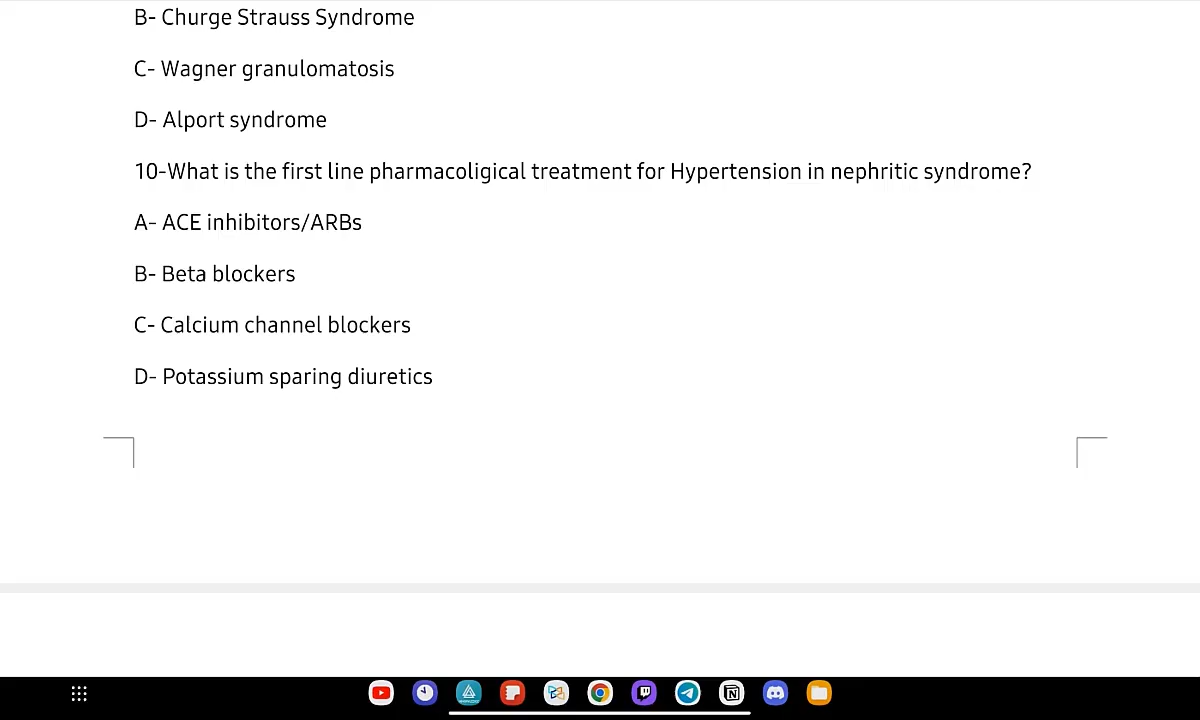 B- Churge Strauss Syndrome
C- Wagner granulomatosis
D- Alport syndrome
10-What is the first line pharmacoligical treatment for Hypertension in nephritic syndrome?
A- ACE inhibitors/ARBs
B- Beta blockers
C- Calcium channel blockers
D- Potassium sparing diuretics